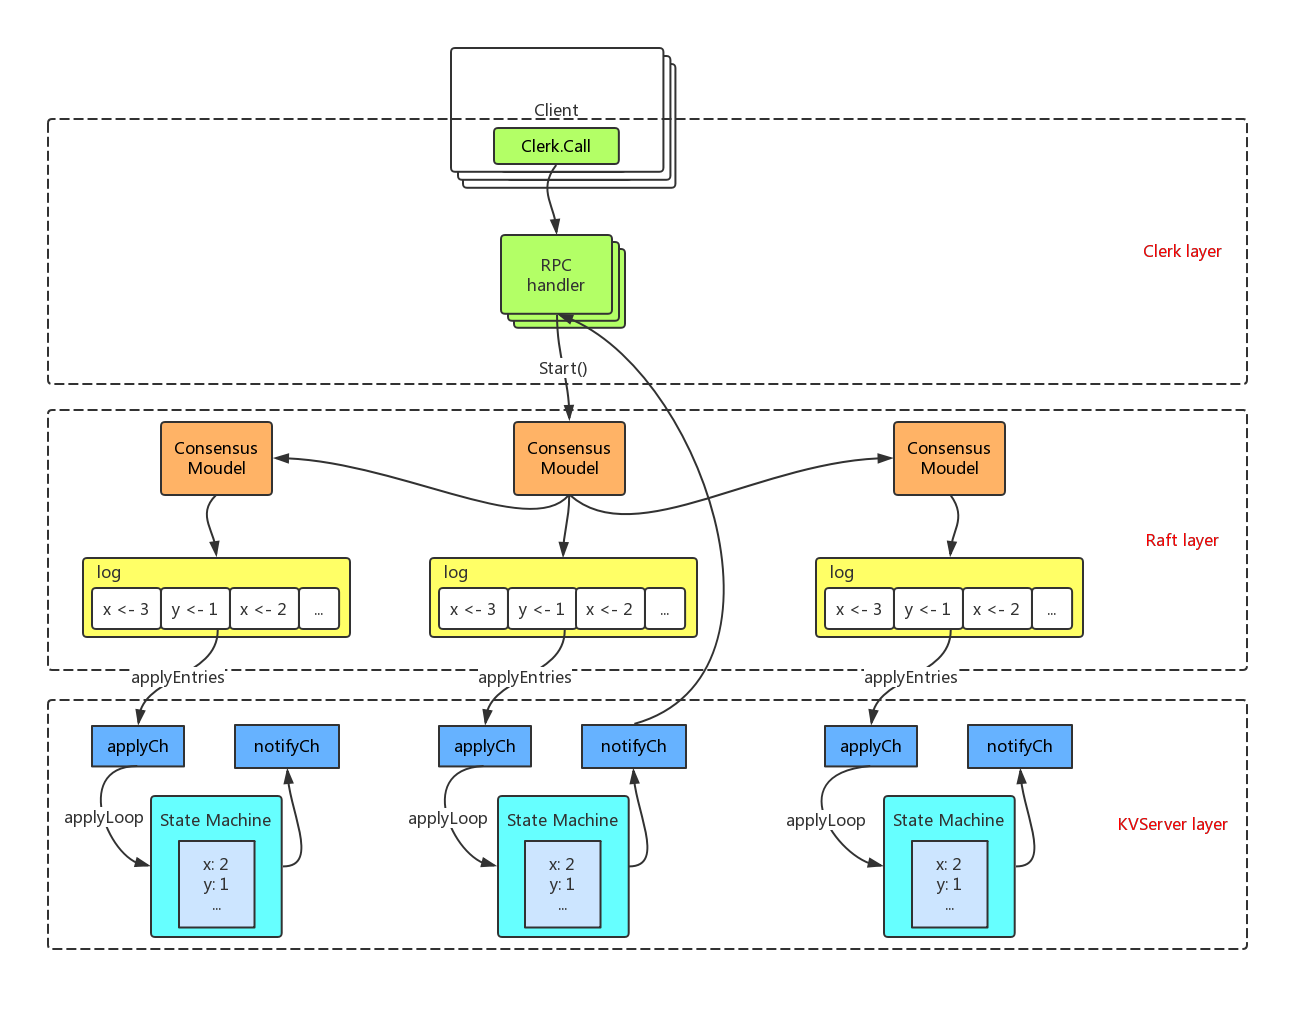 Client
Clerk.Call
Clerk layer
RPC
handler
Start()
Consensus
Moudel
Consensus
Moudel
Consensus
Moudel
Raft layer
log
x <- 3 y <- 1 x <- 2 ...
log
x <- 3 y <- 1 x <- 2 ...
log
x <- 3 y <- 1 x <- 2 ...
applyEntries
applyEntries
applyEntries
applyCh
notifyCh
applyCh
notifyCh
applyCh
notifyCh
applyLoop
State Machine
x: 2
y: 1
...
applyLoop
State Machine
x: 2
y: 1
...
applyLoop
State Machine
x: 2
y: 1
...
KVServer layer